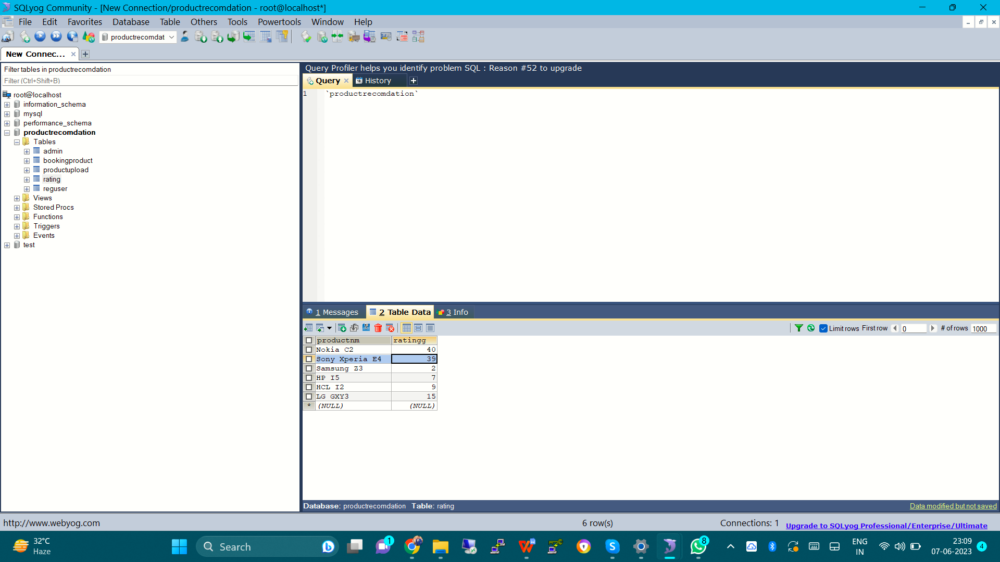 SQLyog Community - [New Connection/productrecomdation - root@localhost*]
File Edit Favorites Database Table Others Tools Powertools Window Help
productrecomdat
New Connec...
Filter tables in productrecomdation
Filter (Ctrl+Shift+B)
root@localhost
information_schema
mysql
performance_schema
productrecomdation
Tables
admin
bookingproduct
productupload
rating
reguser
Views
Stored Procs
Functions
Triggers
Events
test
Query Profiler helps you identify problem SQL : Reason #52 to upgrade
Query History
1 `productrecomdation`
1 Messages 2 Table Data 3 Info
Limit rows First row 0 # of rows 1000
productnm ratingg
Nokia C2 40
Sony Xperia E4 39
Samsung Z3 2
HP I5 7
HCL I2 9
LG GXY3 15
* (NULL) (NULL)
Database: productrecomdation Table: rating Data modified but not saved
http://www.webyog.com 6 row(s) Connections: 1 Upgrade to SQLyog Professional/Enterprise/Ultimate
32°C
Haze
Search
1
8
ENG
IN
23:09
07-06-2023
4